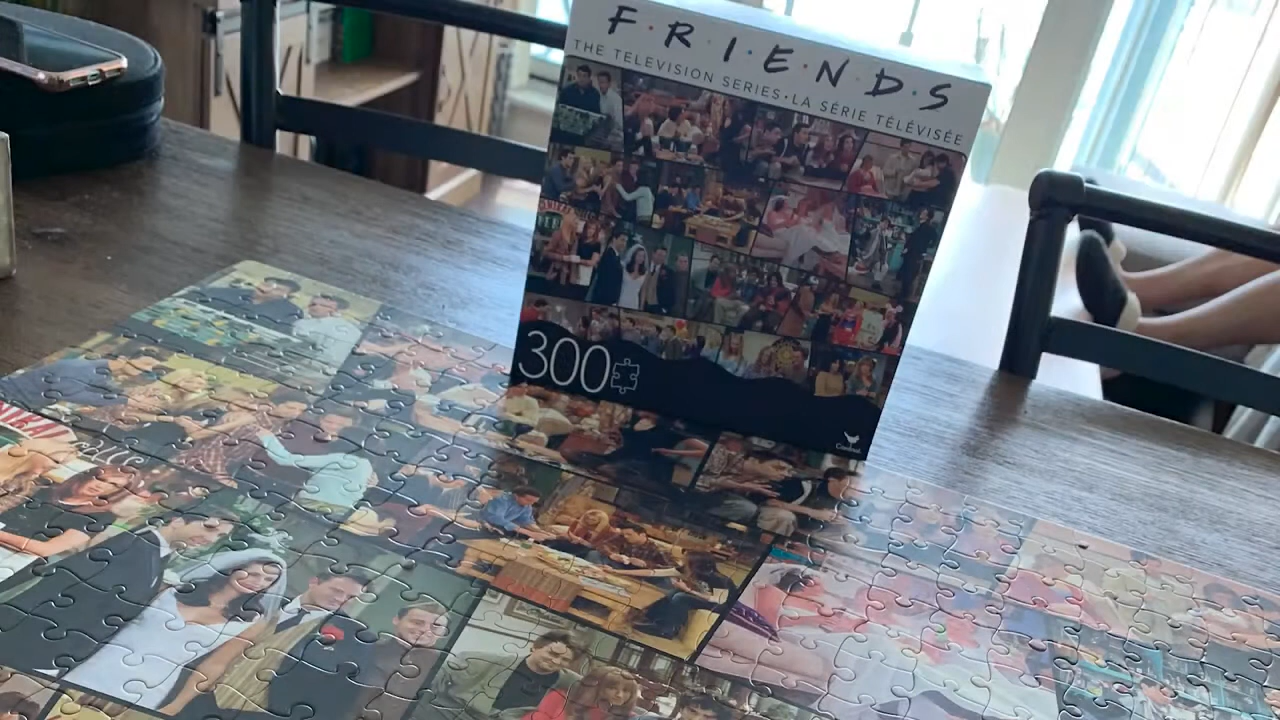 F·R·I·E·N·D·S
THE TELEVISION SERIES·LA SÉRIE TÉLÉVISÉE
300